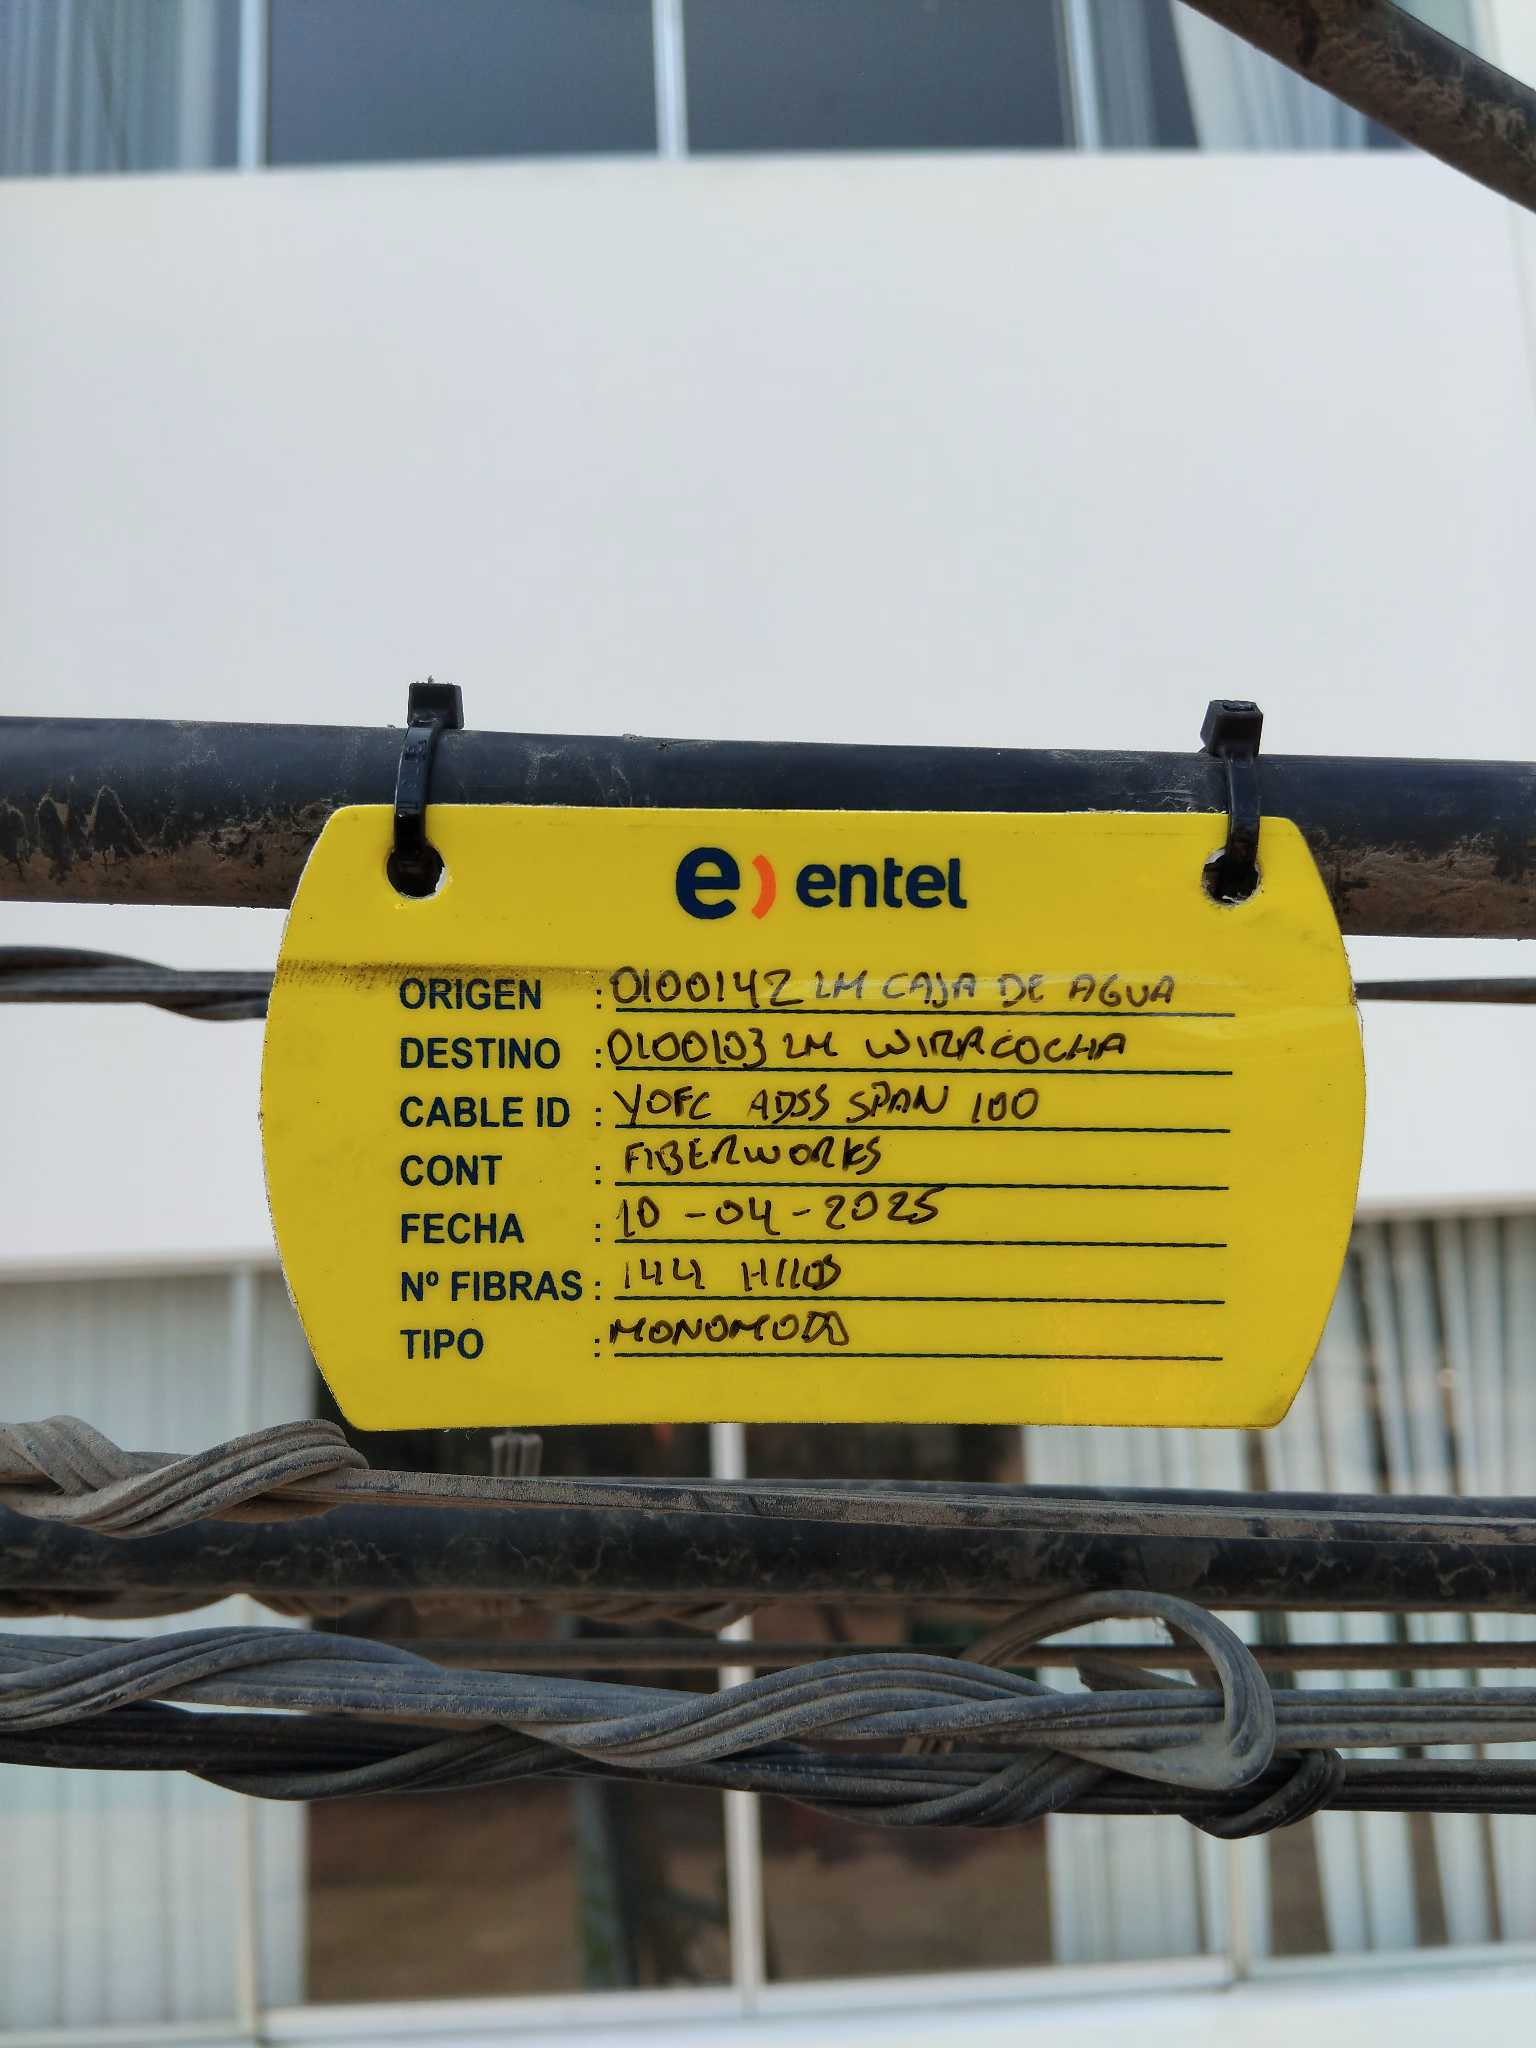 e) entel
ORIGEN : 0100142 LM CAJA DE AGUA
DESTINO : 0100103 LM WIRACOCHA
CABLE ID : YOFC ADSS SPAN 100
CONT : FIBERWORKS
FECHA : 10-04-2025
Nº FIBRAS : 144 HILOS
TIPO : MONOMODO